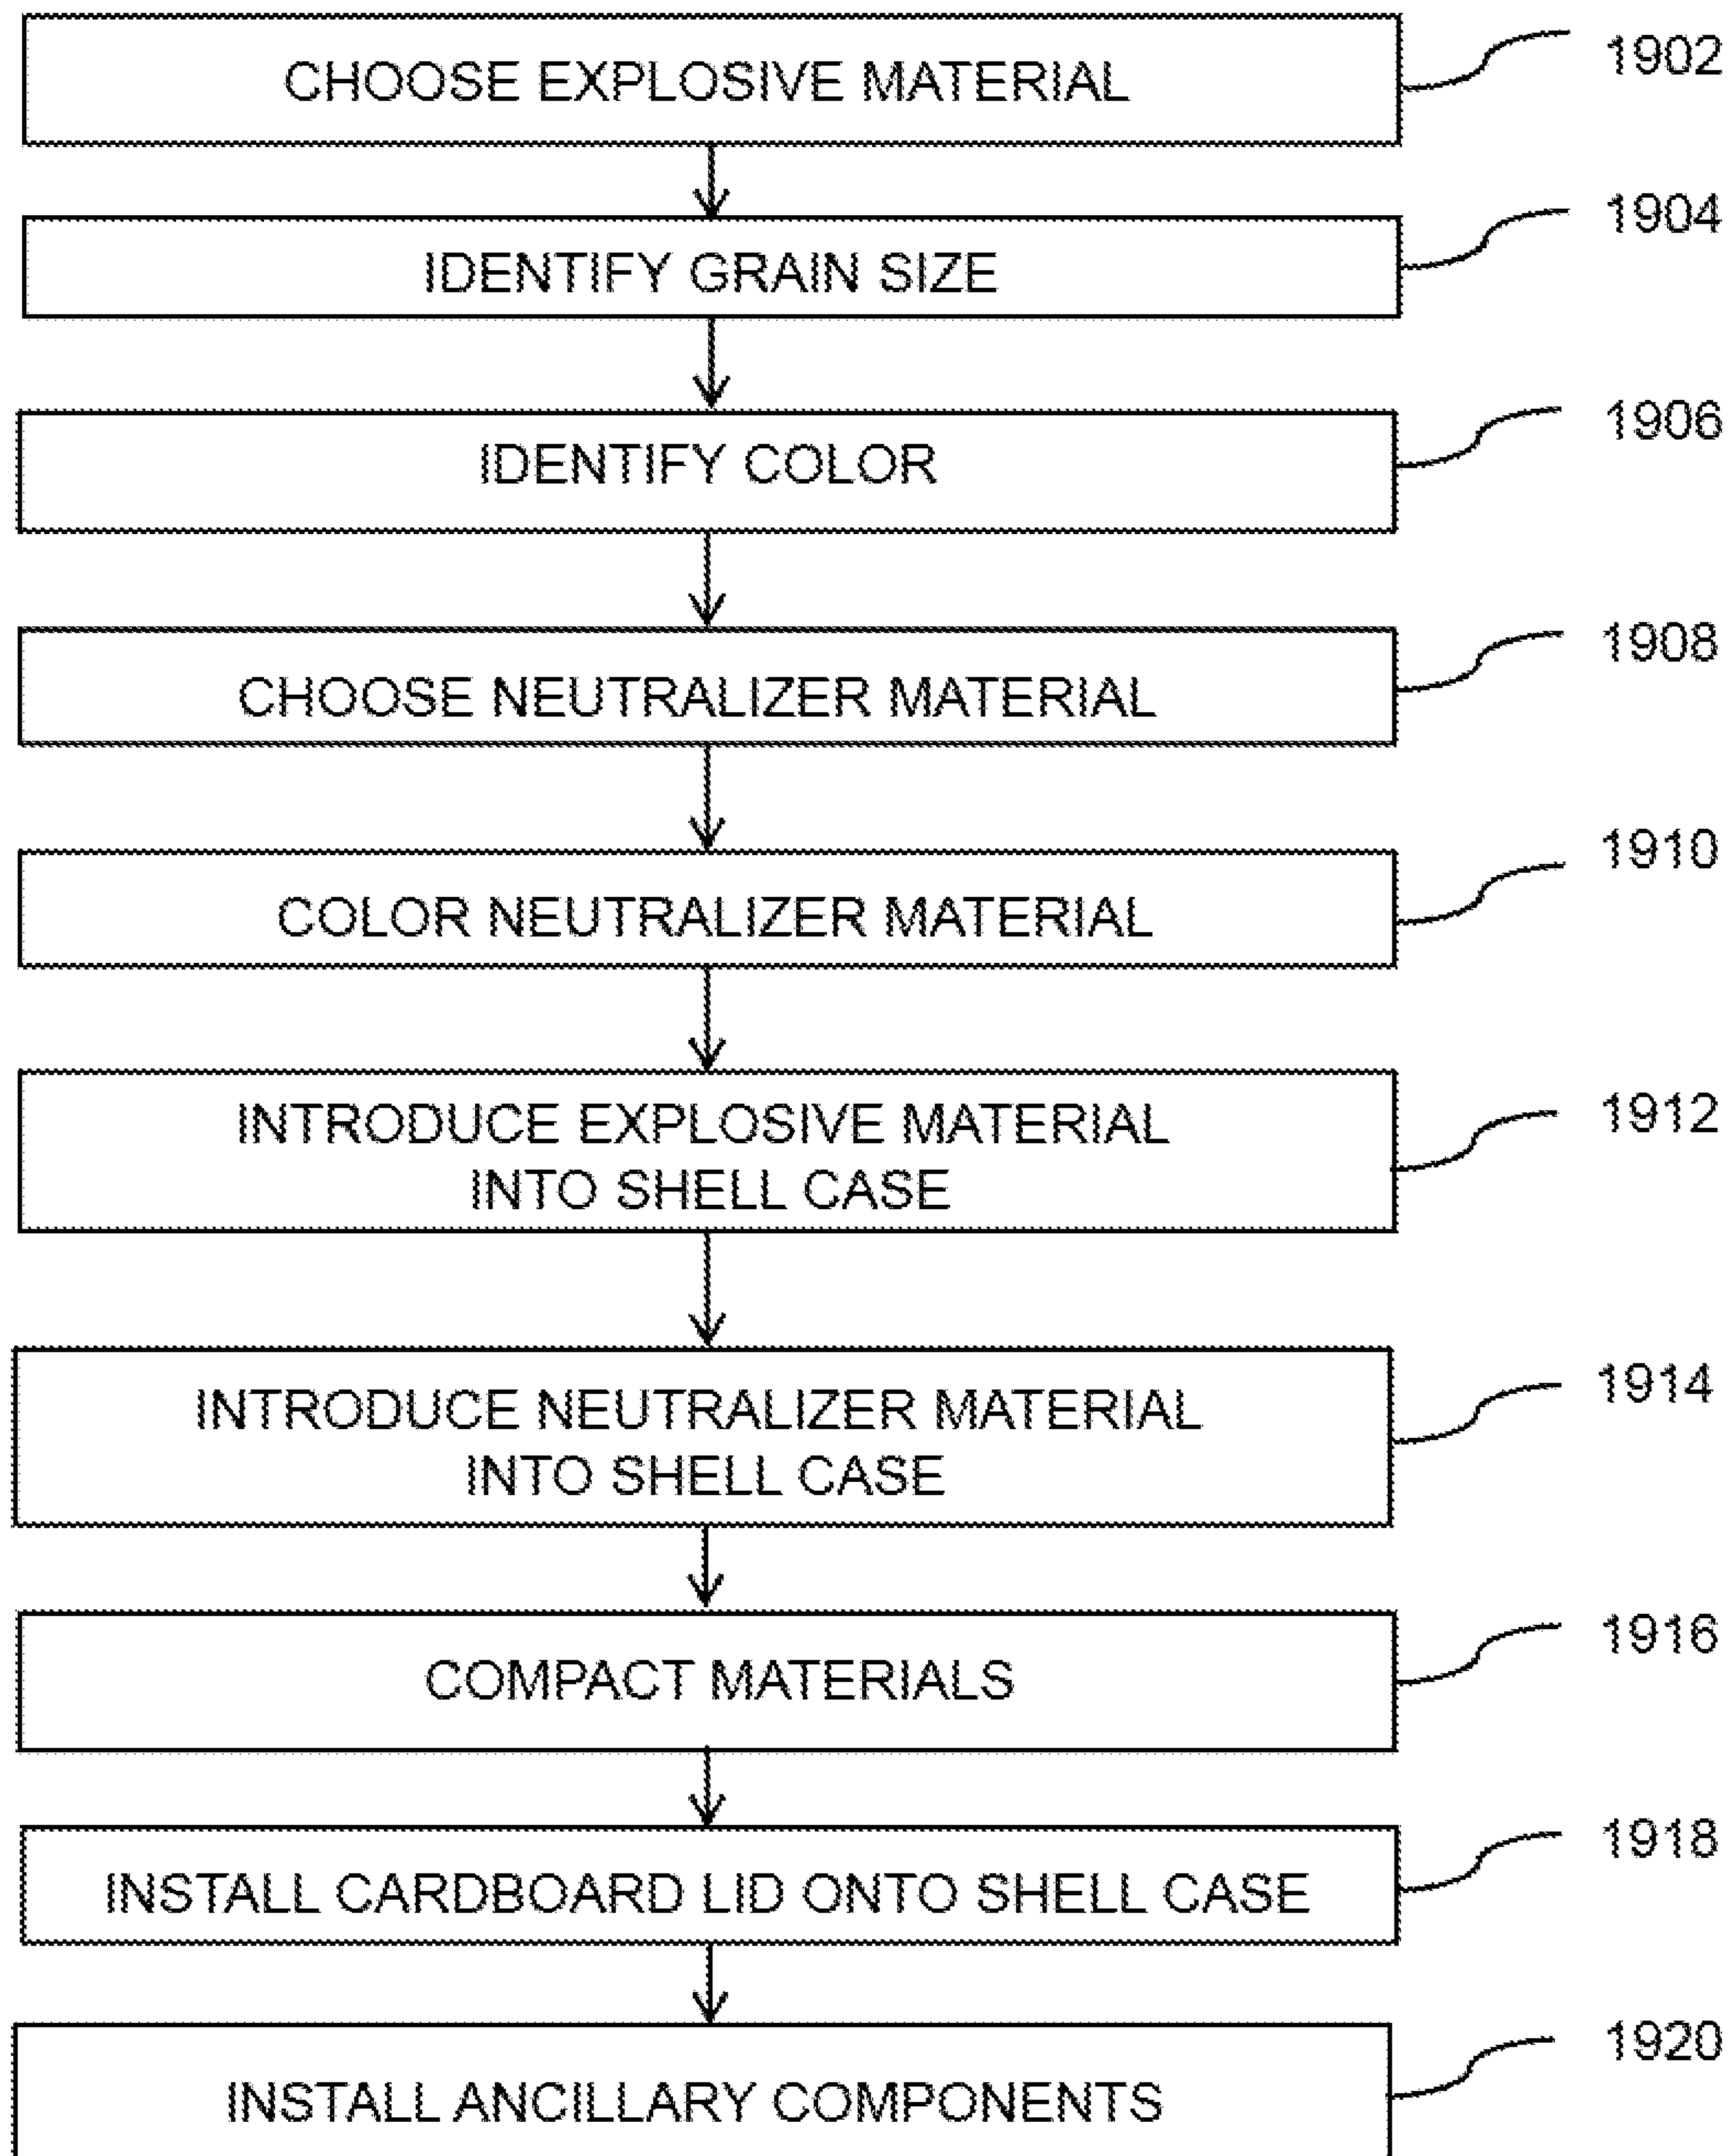 CHOOSE EXPLOSIVE MATERIAL
1902
IDENTIFY GRAIN SIZE
1904
IDENTIFY COLOR
1906
CHOOSE NEUTRALIZER MATERIAL
1908
COLOR NEUTRALIZER MATERIAL
1910
INTRODUCE EXPLOSIVE MATERIAL
INTO SHELL CASE
1912
INTRODUCE NEUTRALIZER MATERIAL
INTO SHELL CASE
1914
COMPACT MATERIALS
1916
INSTALL CARDBOARD LID ONTO SHELL CASE
1918
INSTALL ANCILLARY COMPONENTS
1920